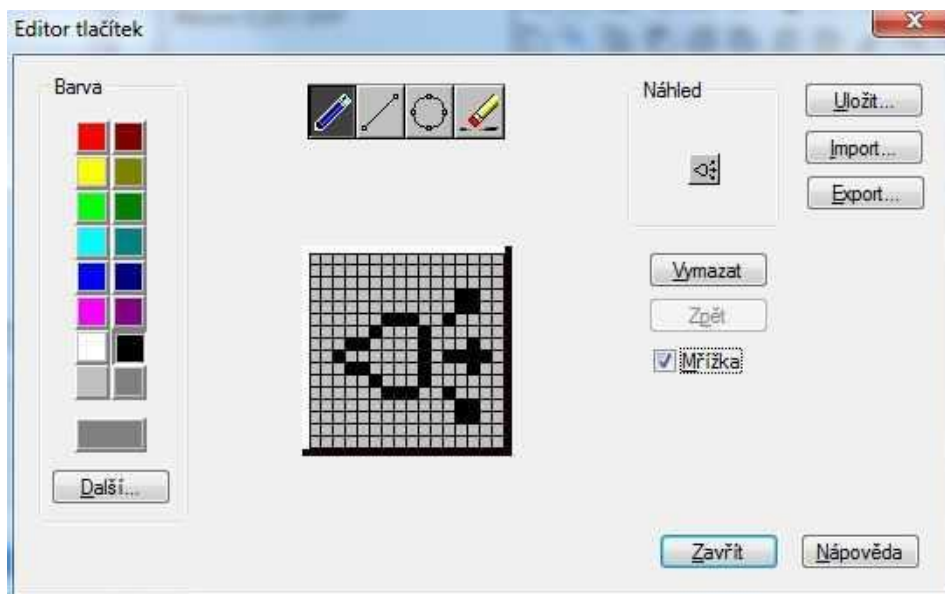 Editor tlačítek
Barva
Náhled
Uložit...
Import...
Export...
Vymazat
Zpět
Mřížka
Další...
Zavřít
Nápověda